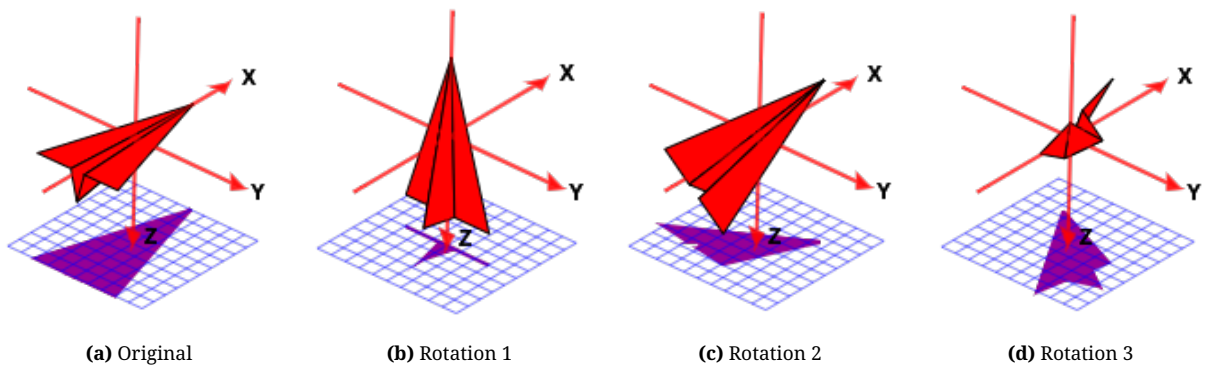 X
Y
Z
X
Y
Z
X
Y
Z
X
Y
Z
(a) Original
(b) Rotation 1
(c) Rotation 2
(d) Rotation 3